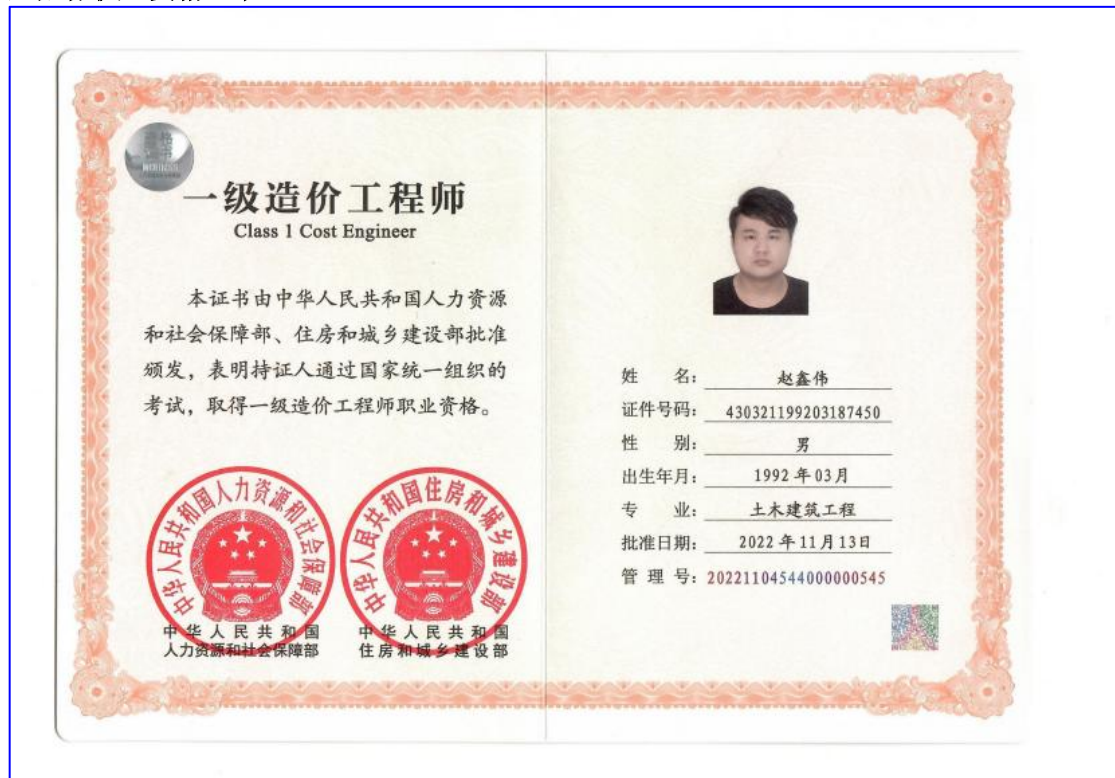 一级造价工程师
Class 1 Cost Engineer
本证书由中华人民共和国人力资源
和社会保障部、住房和城乡建设部批准
颁发，表明持证人通过国家统一组织的
考试，取得一级造价工程师职业资格。
中华人民共和国人力资源和社会保障部
中华人民共和国住房和城乡建设部
中华人民共和国
人力资源和社会保障部
中华人民共和国
住房和城乡建设部
姓 名：赵鑫伟
证件号码：430321199203187450
性 别：男
出生年月：1992年03月
专 业：土木建筑工程
批准日期：2022年11月13日
管 理 号：20221104544000000545